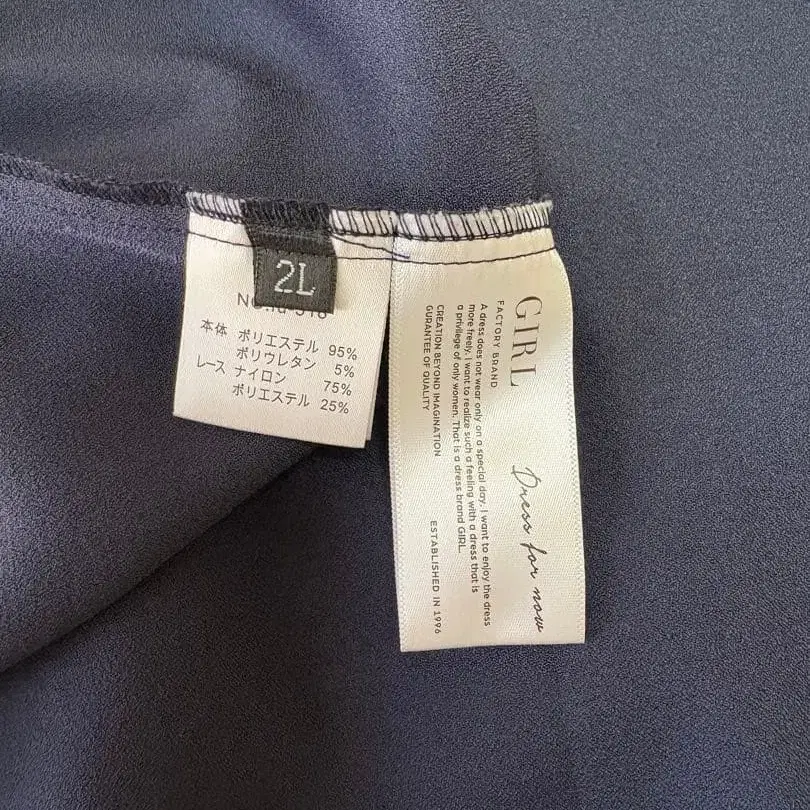 2L
本体 ポリエステル 95%
ポリウレタン 5%
レース ナイロン 75%
ポリエステル 25%
GIRL
FACTORY BRAND
Dress for now
A dress does not wear only on a special day. I want to enjoy the dress
more freely. I want to realize such a feeling with a dress that is
a privilege of only women. That is a dress brand GIRL.
CREATION BEYOND IMAGINATION
GURANTEE OF QUALITY
ESTABLISHED IN 1996